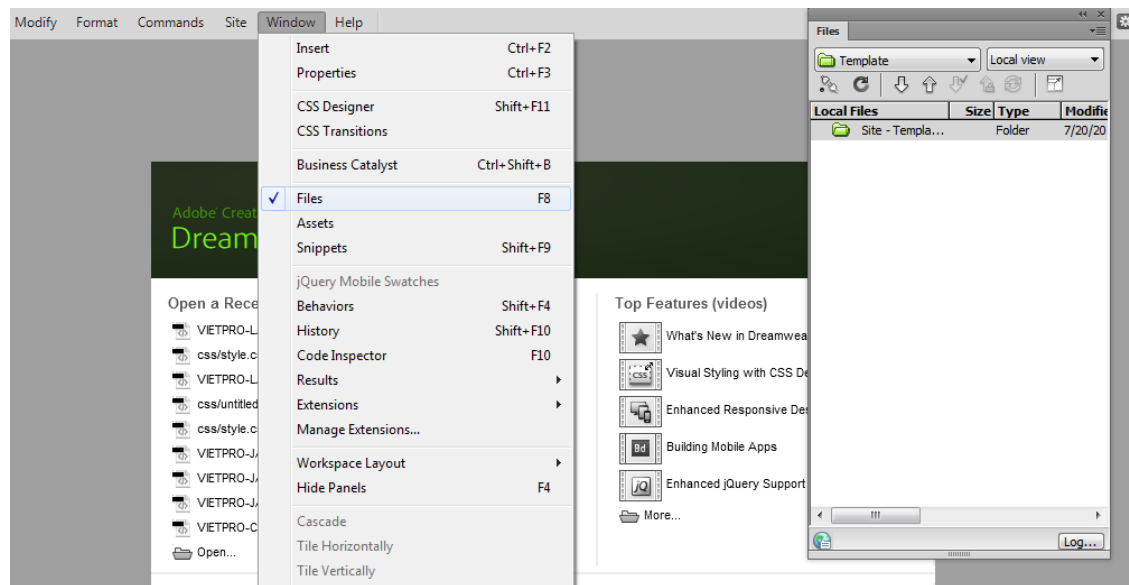 Modify Format Commands Site Window Help
Insert Ctrl+F2
Properties Ctrl+F3
CSS Designer Shift+F11
CSS Transitions
Business Catalyst Ctrl+Shift+B
Files F8
Assets
Snippets Shift+F9
jQuery Mobile Swatches
Behaviors Shift+F4
History Shift+F10
Code Inspector F10
Results
Extensions
Manage Extensions...
Workspace Layout
Hide Panels F4
Cascade
Tile Horizontally
Tile Vertically
Adobe Creat
Dream
Open a Rece
VIETPRO-L
css/style.c
VIETPRO-L
css/untitled
css/style.c
VIETPRO-J
VIETPRO-J
VIETPRO-J
VIETPRO-C
Open...
Top Features (videos)
What's New in Dreamwea
CSS Visual Styling with CSS De
Enhanced Responsive Des
Bd Building Mobile Apps
jQ Enhanced jQuery Support
More...
Files
Template Local view
Local Files Size Type Modifie
Site - Templa... Folder 7/20/20
Log...